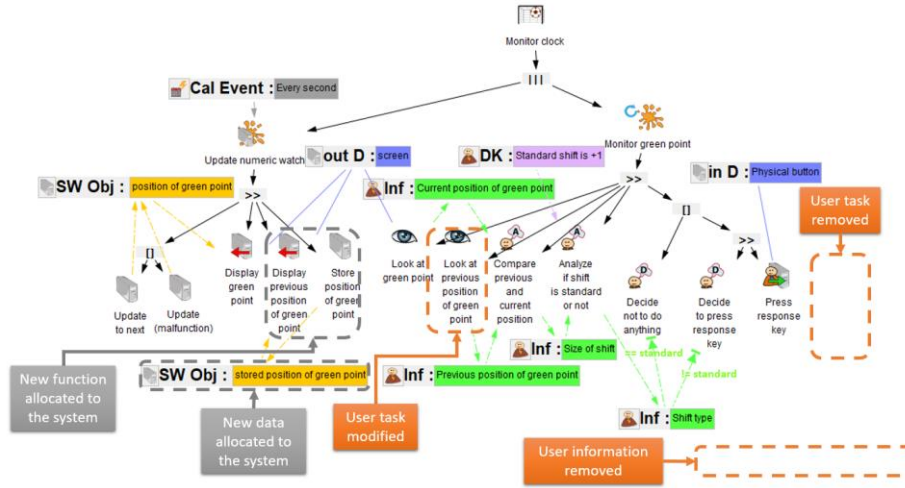 Monitor clock
|||
Cal Event : Every second
Update numeric watch
out D : screen
DK : Standard shift is +1
Monitor green point
SW Obj : position of green point
Inf : Current position of green point
in D : Physical button
User task
removed
>>
>>
[]
[]
>>
Display
green
point
Display
previous
position
of green
point
Store
position
of green
point
Look at
green point
Look at
previous
position
of green
point
Compare
previous
and
current
position
Analyze
if shift
is standard
or not
Decide
not to do
anything
Decide
to press
response
key
Press
response
key
Update
to next
Update
(malfunction)
Inf : Size of shift
== standard
!= standard
SW Obj : stored position of green point
Inf : Previous position of green point
Inf : Shift type
New function
allocated to
the system
New data
allocated to
the system
User task
modified
User information
removed
A
A
D
D